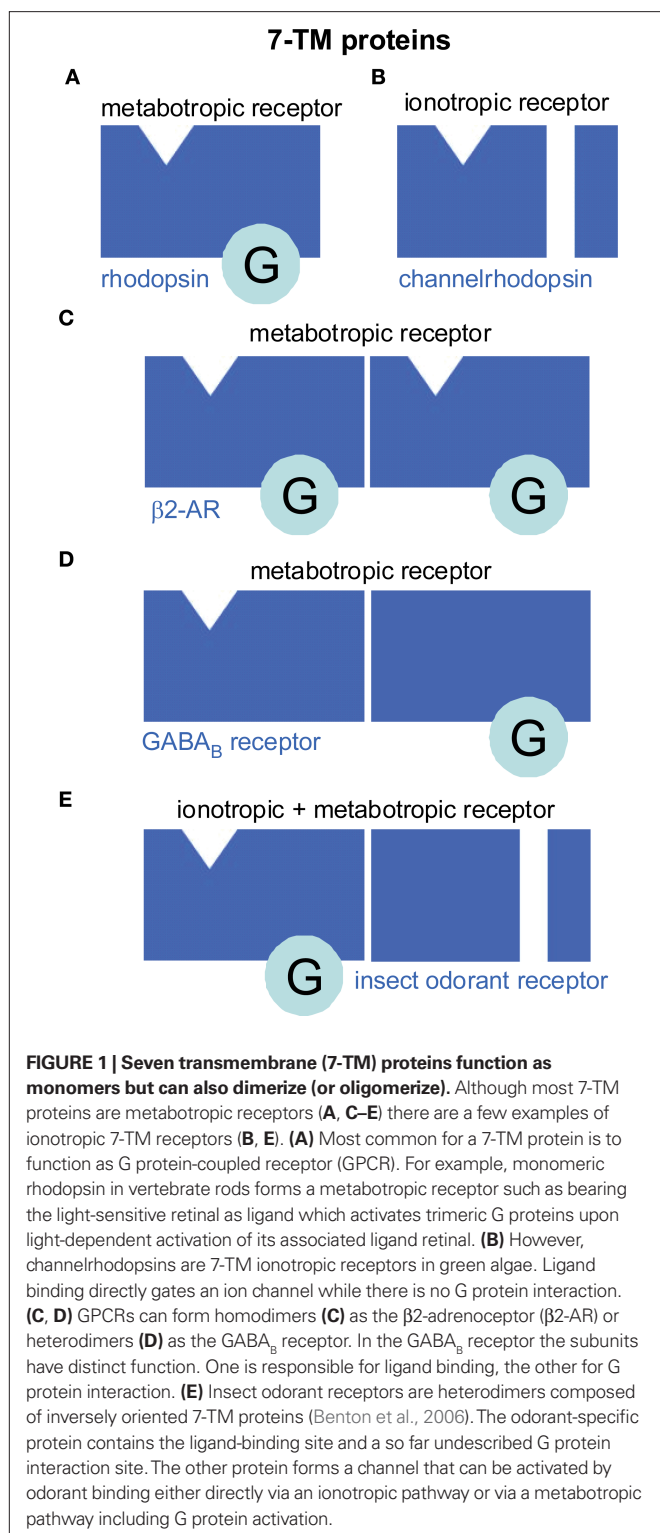 7-TM proteins
A
metabotropic receptor
G
rhodopsin
B
ionotropic receptor
channelrhodopsin
C
metabotropic receptor
G
G
β2-AR
D
metabotropic receptor
GABA_B receptor
G
E
ionotropic + metabotropic receptor
G
insect odorant receptor
FIGURE 1 | Seven transmembrane (7-TM) proteins function as
monomers but can also dimerize (or oligomerize). Although most 7-TM
proteins are metabotropic receptors (A, C–E) there are a few examples of
ionotropic 7-TM receptors (B, E). (A) Most common for a 7-TM protein is to
function as G protein-coupled receptor (GPCR). For example, monomeric
rhodopsin in vertebrate rods forms a metabotropic receptor such as bearing
the light-sensitive retinal as ligand which activates trimeric G proteins upon
light-dependent activation of its associated ligand retinal. (B) However,
channelrhodopsins are 7-TM ionotropic receptors in green algae. Ligand
binding directly gates an ion channel while there is no G protein interaction.
(C, D) GPCRs can form homodimers (C) as the β2-adrenoceptor (β2-AR) or
heterodimers (D) as the GABA_B receptor. In the GABA_B receptor the subunits
have distinct function. One is responsible for ligand binding, the other for G
protein interaction. (E) Insect odorant receptors are heterodimers composed
of inversely oriented 7-TM proteins (Benton et al., 2006). The odorant-specific
protein contains the ligand-binding site and a so far undescribed G protein
interaction site. The other protein forms a channel that can be activated by
odorant binding either directly via an ionotropic pathway or via a metabotropic
pathway including G protein activation.